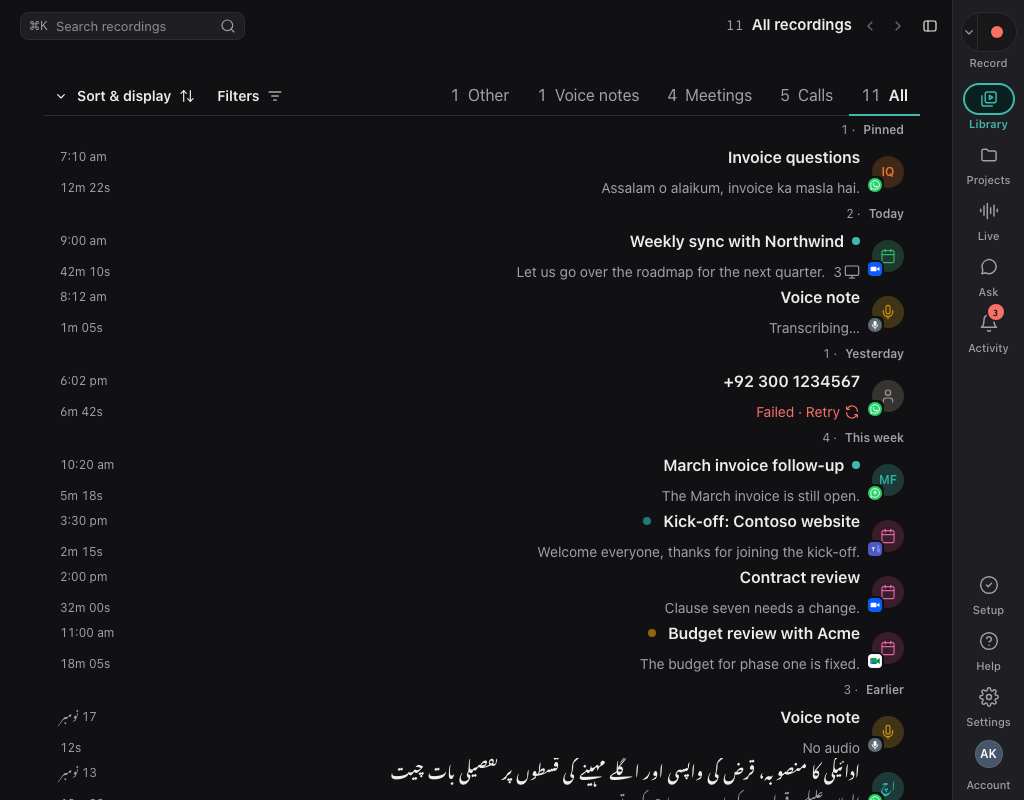 ⌘K Search recordings
11 All recordings
Record
Sort & display
Filters
1 Other
1 Voice notes
4 Meetings
5 Calls
11 All
Library
1 · Pinned
7:10 am
Invoice questions
IQ
12m 22s
Assalam o alaikum, invoice ka masla hai.
Projects
2 · Today
9:00 am
Weekly sync with Northwind
Live
42m 10s
Let us go over the roadmap for the next quarter. 3
8:12 am
Voice note
Ask
1m 05s
Transcribing…
3
Activity
1 · Yesterday
6:02 pm
+92 300 1234567
6m 42s
Failed · Retry
4 · This week
10:20 am
March invoice follow-up
MF
5m 18s
The March invoice is still open.
3:30 pm
Kick-off: Contoso website
2m 15s
Welcome everyone, thanks for joining the kick-off.
2:00 pm
Contract review
32m 00s
Clause seven needs a change.
Setup
11:00 am
Budget review with Acme
18m 05s
The budget for phase one is fixed.
Help
3 · Earlier
17 نومبر
Voice note
Settings
12s
No audio
AK
13 نومبر
ادائیگی کا منصوبہ، قرض کی واپسی اور اگلے مہینے کی قسطوں پر تفصیلی بات چیت
Account